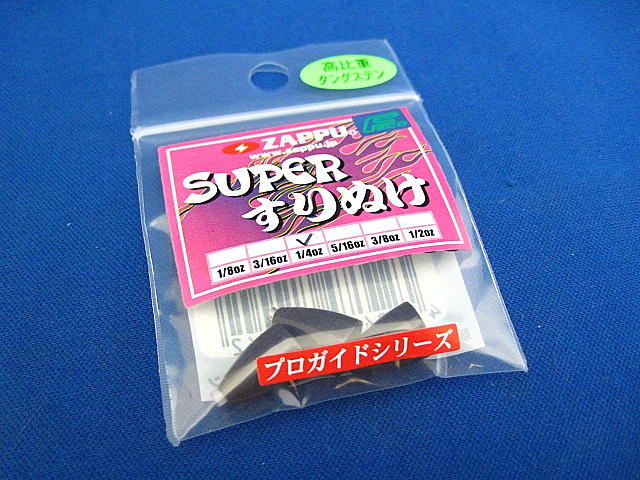 高比重
タングステン
ZAPPU
www.zappu.jp
SUPER
すりぬけ
1/8oz 3/16oz 1/4oz 5/16oz 3/8oz 1/2oz
プロガイドシリーズ